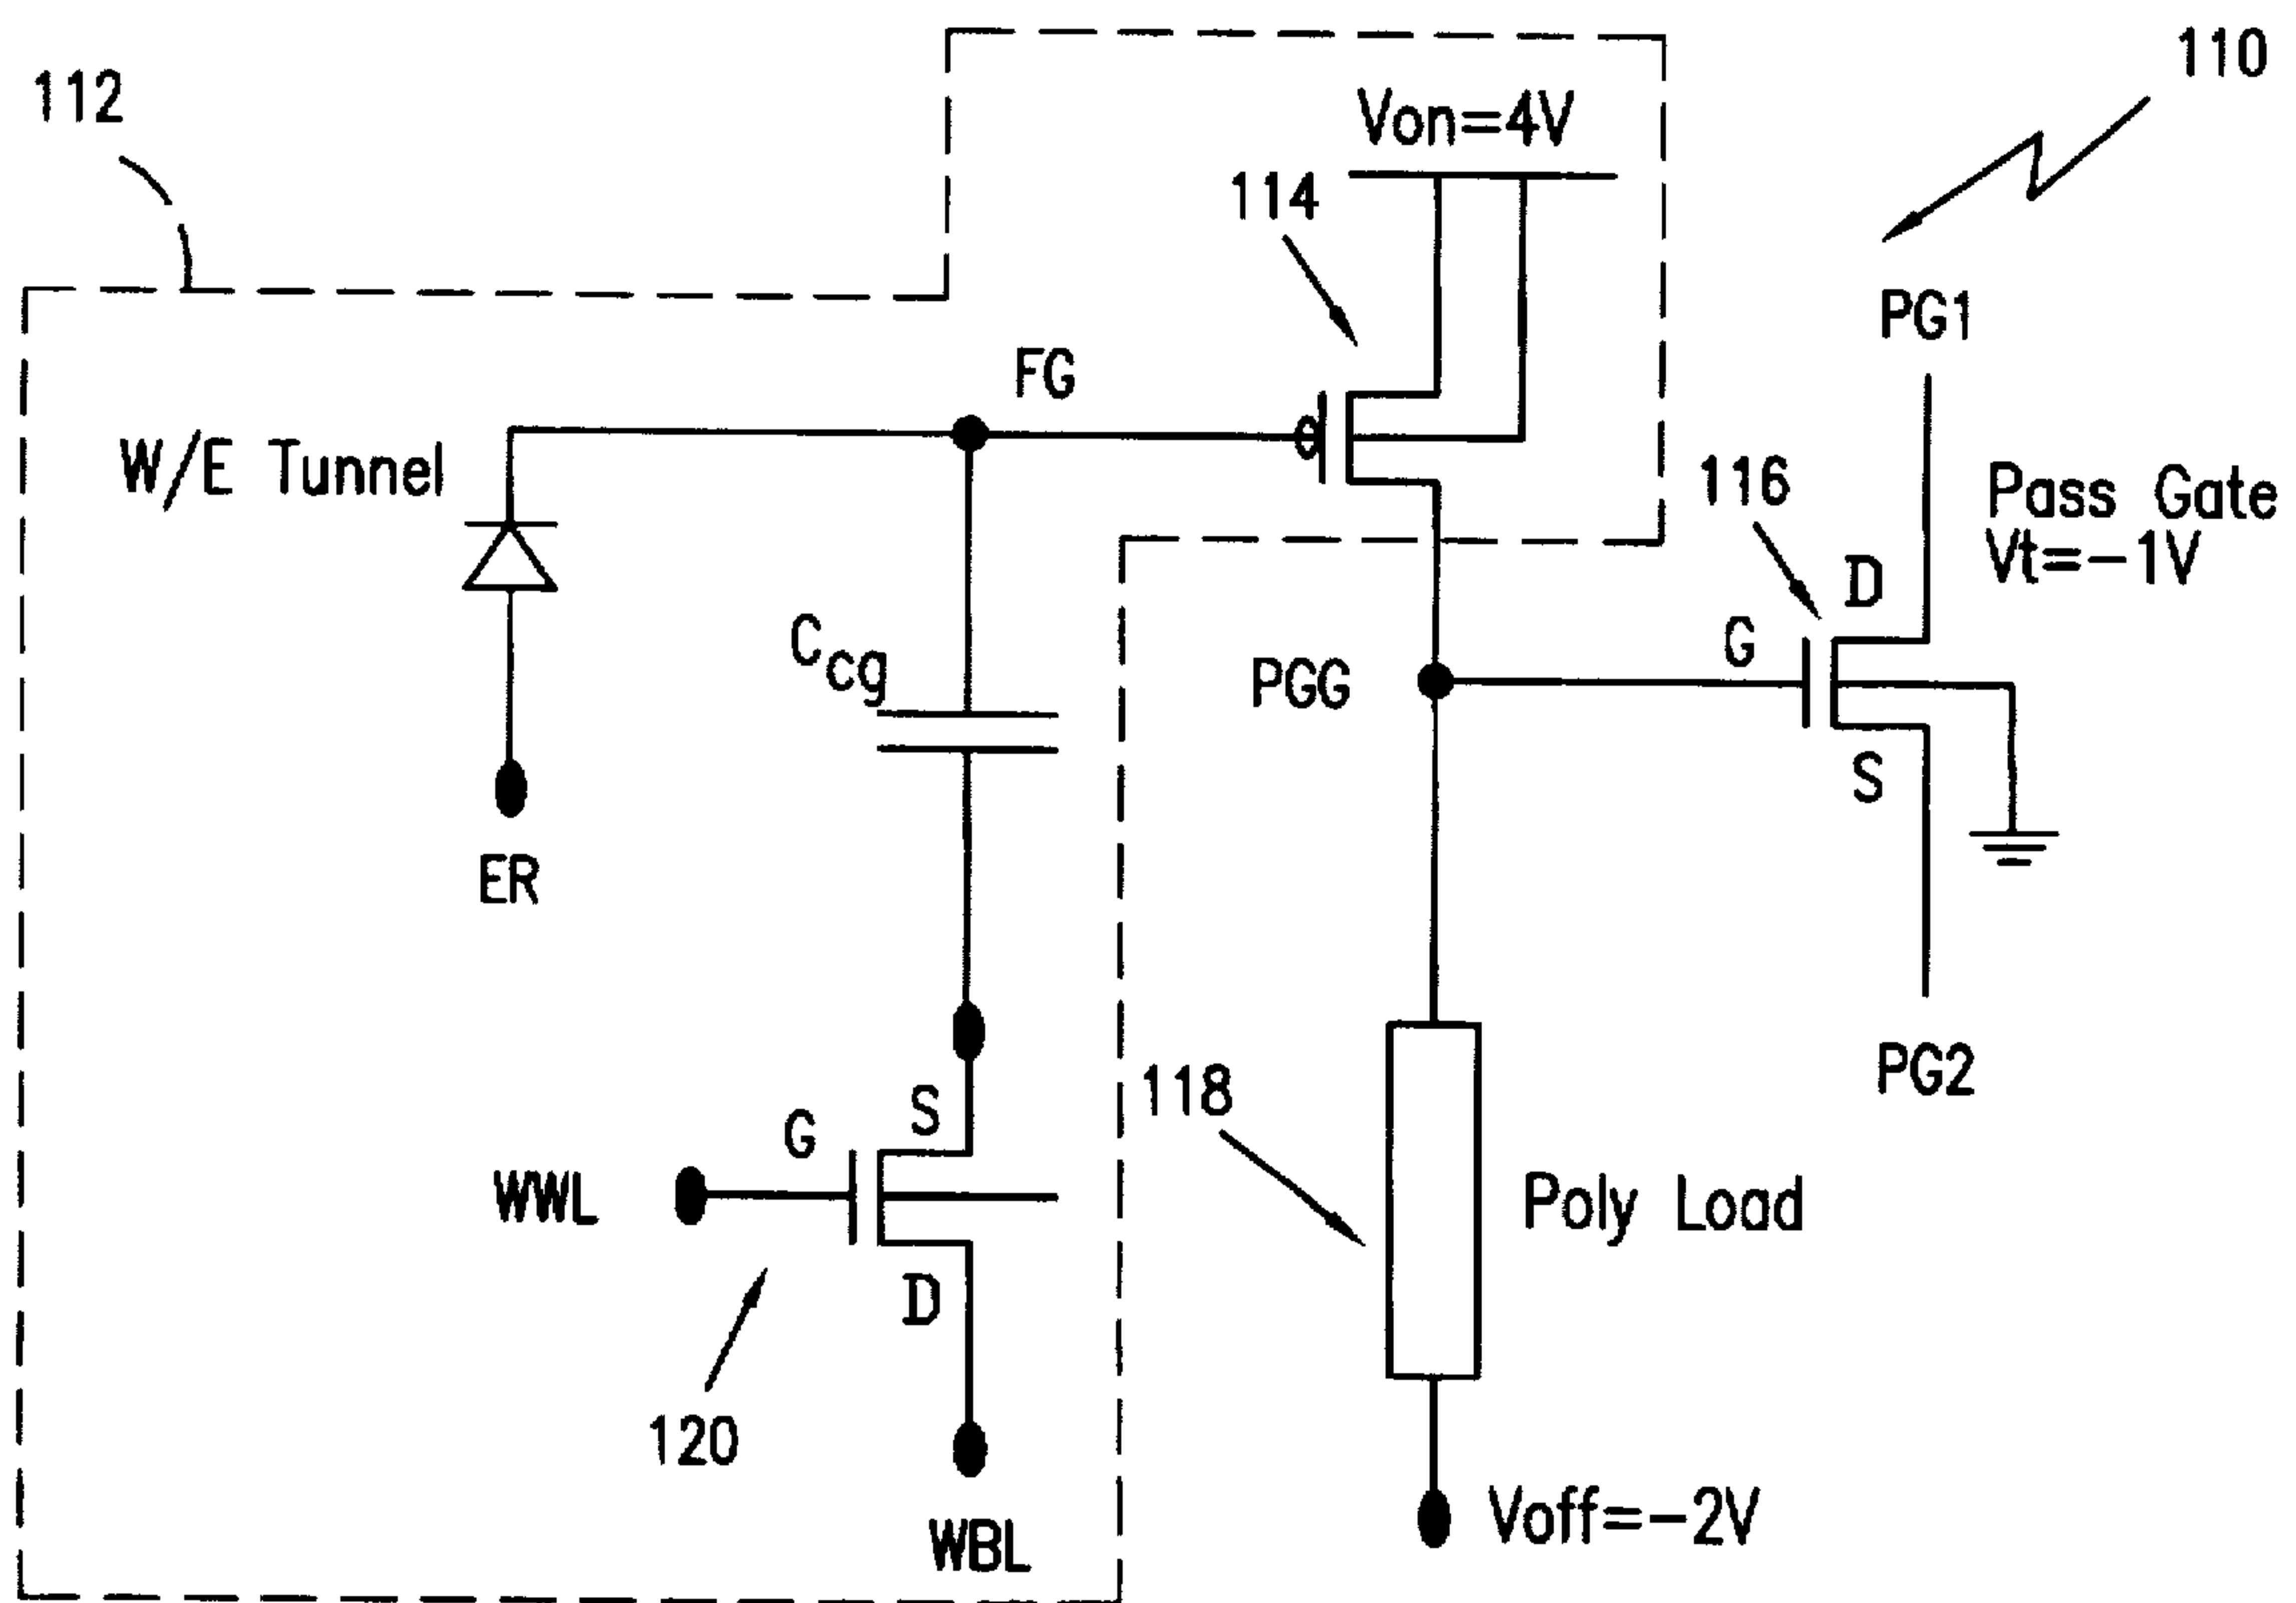 110
112
Von=4V
114
PG1
FG
W/E Tunnel
116
Pass Gate
Vt=-1V
D
G
Ccg
PGG
S
ER
PG2
118
S
G
WWL
Poly Load
D
120
Voff=-2V
WBL